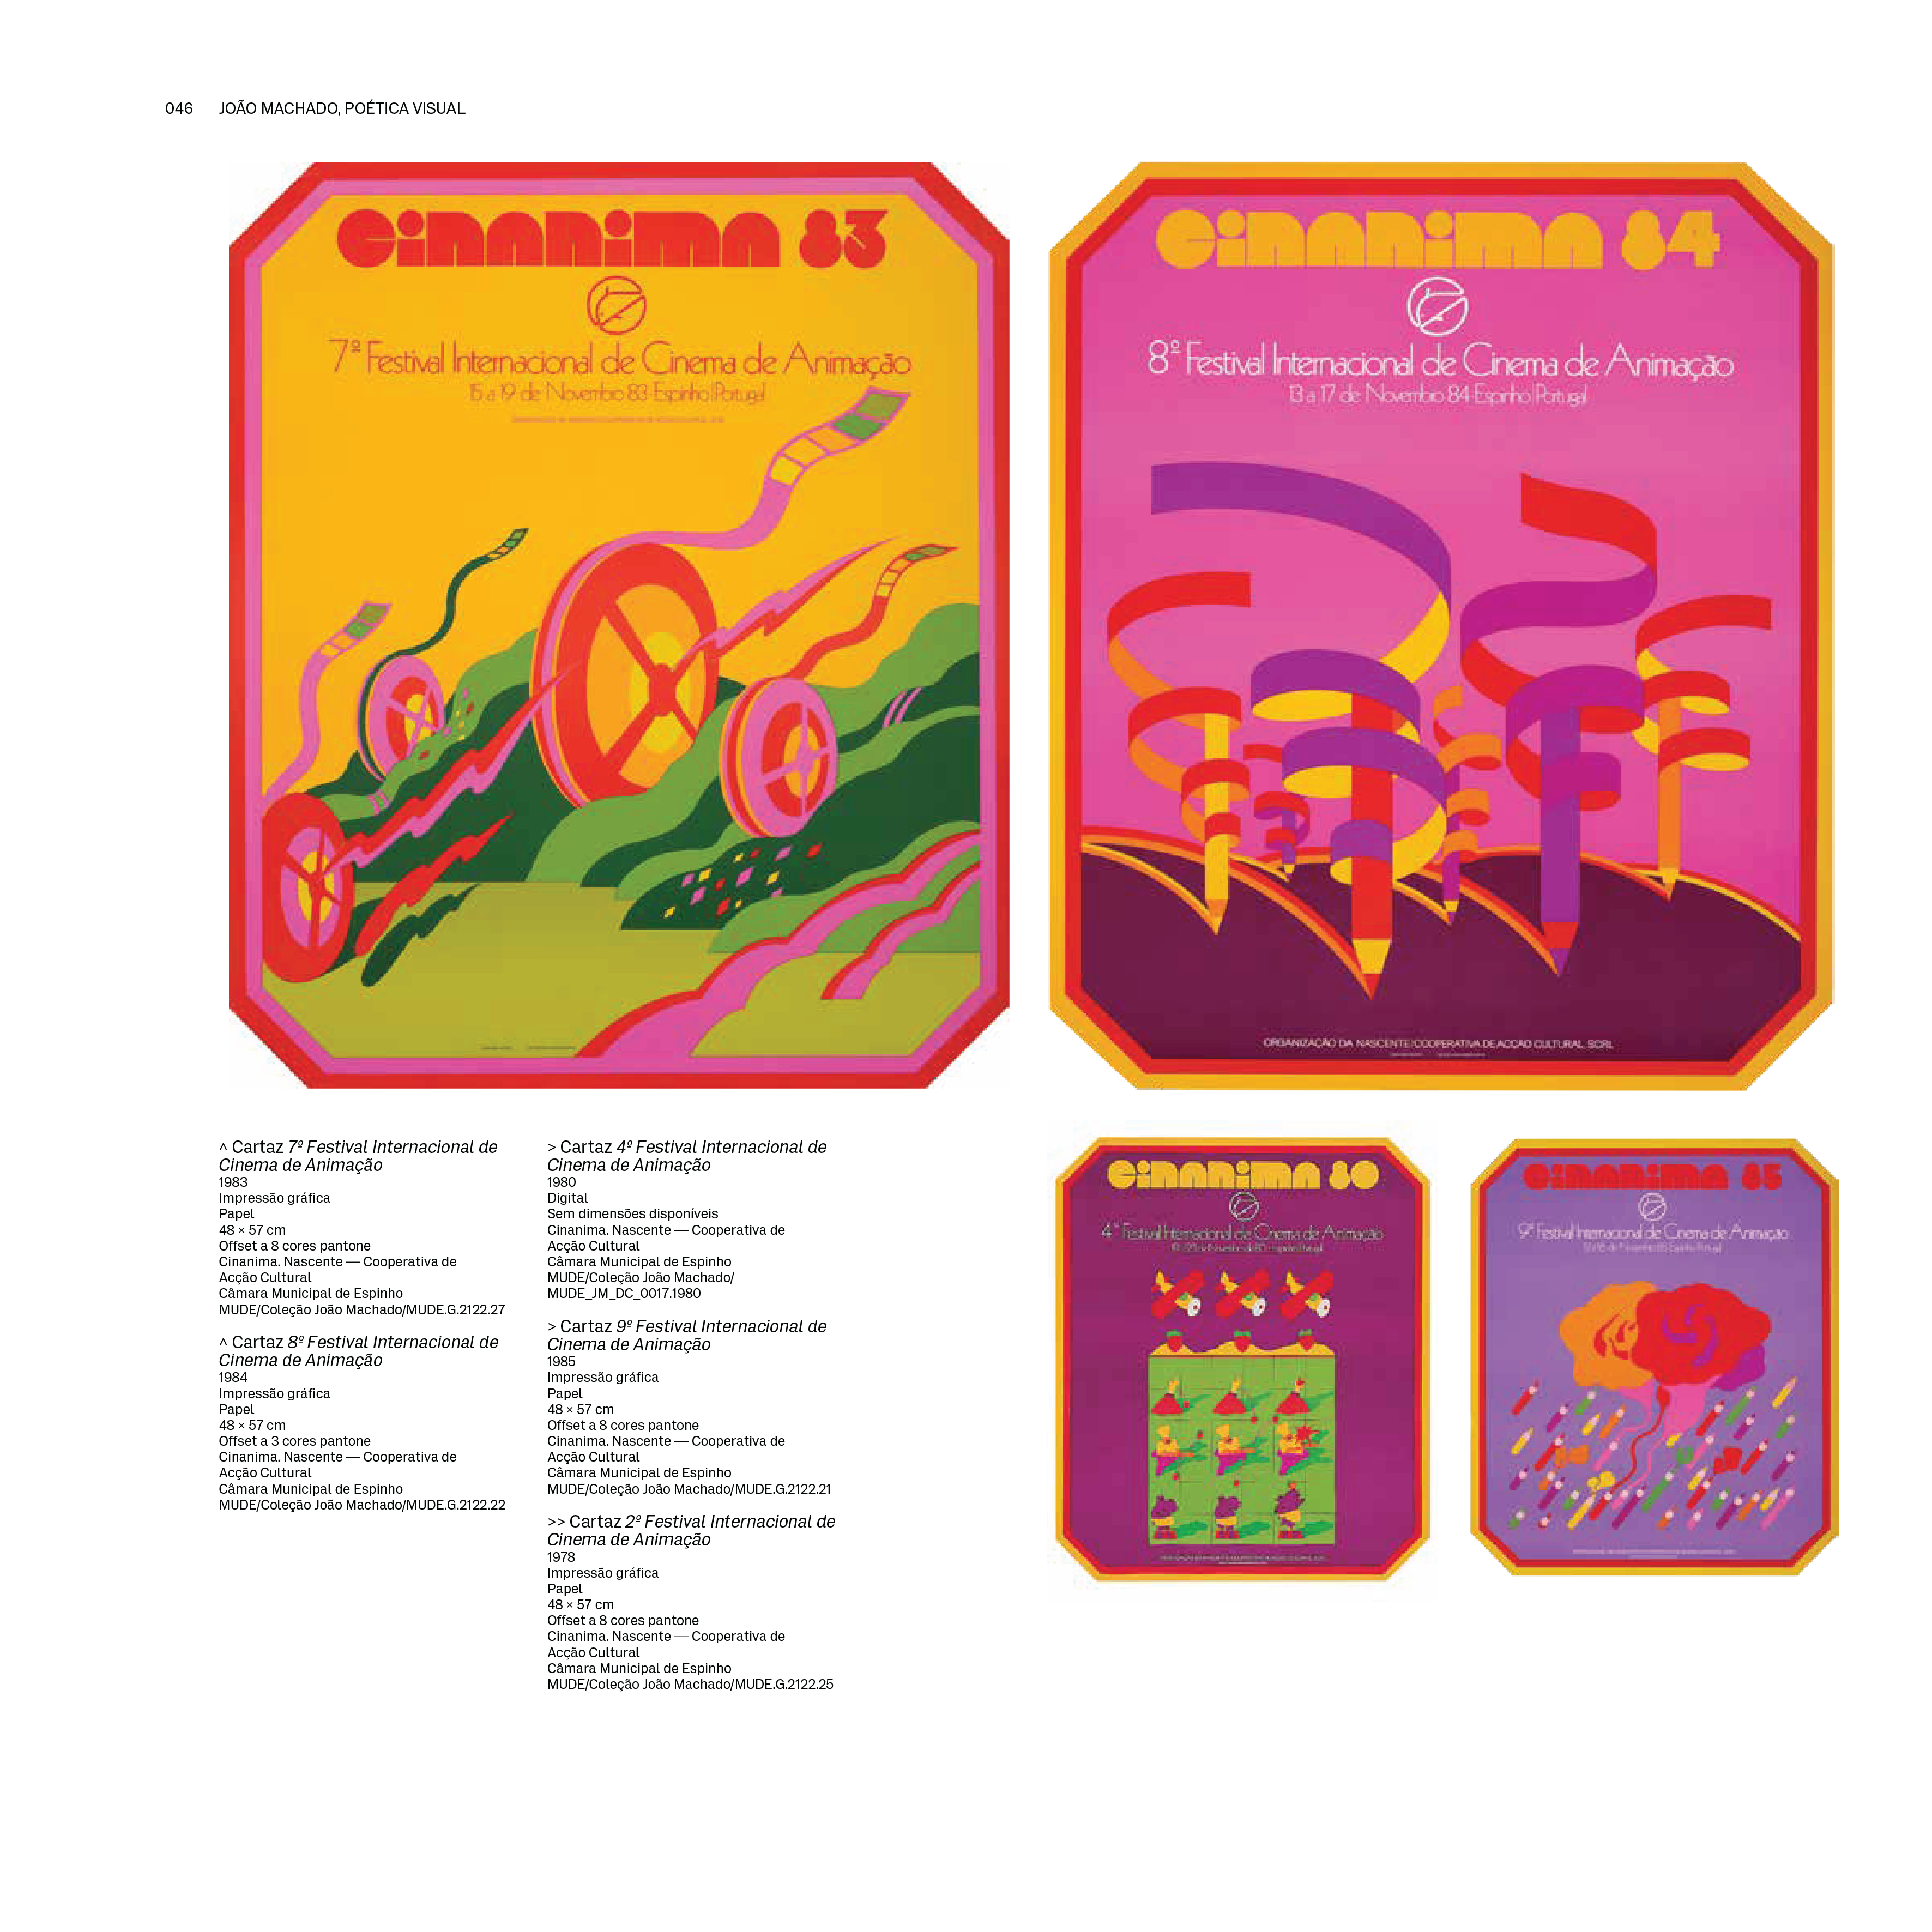 046 JOÃO MACHADO, POÉTICA VISUAL
CINANIMA 83
7º Festival Internacional de Cinema de Animação
15 a 19 de Novembro 83-Espinho|Portugal
CINANIMA 84
8º Festival Internacional de Cinema de Animação
13 a 17 de Novembro 84-Espinho|Portugal
ORGANIZAÇÃO DA NASCENTE/COOPERATIVA DE ACÇÃO CULTURAL, SCRL
^ Cartaz 7º Festival Internacional de
Cinema de Animação
1983
Impressão gráfica
Papel
48 × 57 cm
Offset a 8 cores pantone
Cinanima. Nascente — Cooperativa de
Acção Cultural
Câmara Municipal de Espinho
MUDE/Coleção João Machado/MUDE.G.2122.27
^ Cartaz 8º Festival Internacional de
Cinema de Animação
1984
Impressão gráfica
Papel
48 × 57 cm
Offset a 3 cores pantone
Cinanima. Nascente — Cooperativa de
Acção Cultural
Câmara Municipal de Espinho
MUDE/Coleção João Machado/MUDE.G.2122.22
> Cartaz 4º Festival Internacional de
Cinema de Animação
1980
Digital
Sem dimensões disponíveis
Cinanima. Nascente — Cooperativa de
Acção Cultural
Câmara Municipal de Espinho
MUDE/Coleção João Machado/
MUDE_JM_DC_0017.1980
> Cartaz 9º Festival Internacional de
Cinema de Animação
1985
Impressão gráfica
Papel
48 × 57 cm
Offset a 8 cores pantone
Cinanima. Nascente — Cooperativa de
Acção Cultural
Câmara Municipal de Espinho
MUDE/Coleção João Machado/MUDE.G.2122.21
>> Cartaz 2º Festival Internacional de
Cinema de Animação
1978
Impressão gráfica
Papel
48 × 57 cm
Offset a 8 cores pantone
Cinanima. Nascente — Cooperativa de
Acção Cultural
Câmara Municipal de Espinho
MUDE/Coleção João Machado/MUDE.G.2122.25
CINANIMA 80
4º Festival Internacional de Cinema de Animação
CINANIMA 85
9º Festival Internacional de Cinema de Animação